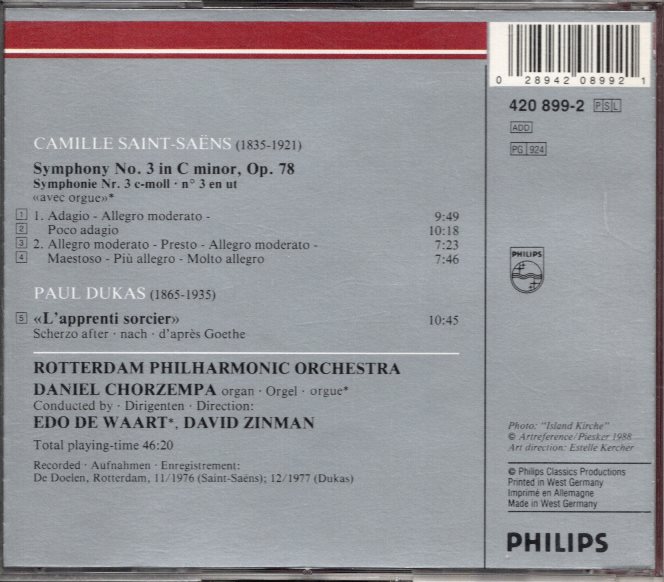 0 28942 08992 1
420 899-2 PSL
ADD
PG 924
CAMILLE SAINT-SAËNS (1835-1921)
Symphony No. 3 in C minor, Op. 78
Symphonie Nr. 3 c-moll · n° 3 en ut
«avec orgue»*
1 1. Adagio - Allegro moderato - 9:49
2 Poco adagio 10:18
3 2. Allegro moderato - Presto - Allegro moderato - 7:23
4 Maestoso - Più allegro - Molto allegro 7:46
PHILIPS
PAUL DUKAS (1865-1935)
5 «L'apprenti sorcier» 10:45
Scherzo after · nach · d'après Goethe
ROTTERDAM PHILHARMONIC ORCHESTRA
DANIEL CHORZEMPA organ · Orgel · orgue*
Conducted by · Dirigenten · Direction:
EDO DE WAART*, DAVID ZINMAN
Total playing-time 46:20
Recorded · Aufnahmen · Enregistrement:
De Doelen, Rotterdam, 11/1976 (Saint-Saëns); 12/1977 (Dukas)
Photo: "Island Kirche"
© Artreference/Piesker 1988
Art direction: Estelle Kercher
© Philips Classics Productions
Printed in West Germany
Imprimé en Allemagne
Made in West Germany
PHILIPS